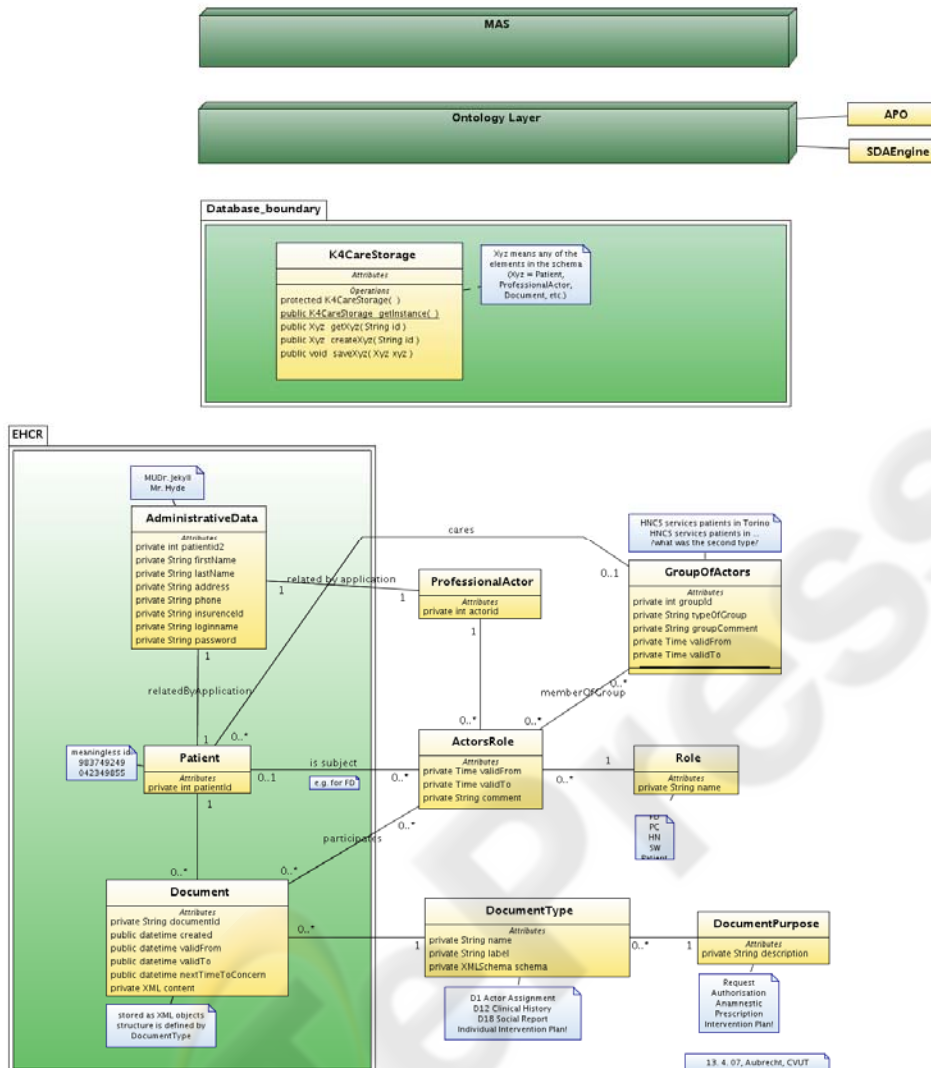 MAS
Ontology Layer
APO
SDAEngine
Database_boundary
K4CareStorage
Attributes
Operations
protected K4CareStorage( )
public K4CareStorage getInstance( )
public Xyz getXyz( String id )
public Xyz createXyz( String id )
public void saveXyz( Xyz xyz )
Xyz means any of the
elements in the schema
(Xyz = Patient,
ProfessionalActor,
Document, etc.)
EHCR
MUDr. Jekyll
Mr. Hyde
AdministrativeData
Attributes
private int patientid2
private String firstName
private String lastName
private String address
private String phone
private String insurenceId
private String loginname
private String password
cares
related by application
1
1
ProfessionalActor
Attributes
private int actorid
1
HNCS services patients in Torino
HNCS services patients in ...
?what was the second type?
0..1
GroupOfActors
Attributes
private int groupId
private String typeOfGroup
private String groupComment
private Time validFrom
private Time validTo
0..*
memberOfGroup
1
relatedByApplication
1
0..*
0..*
0..*
meaningless id
983749249
042349855
Patient
Attributes
private int patientId
0..1
is subject
e.g. for FD
0..*
ActorsRole
Attributes
private Time validFrom
private Time validTo
private String comment
0..*
1
Role
Attributes
private String name
PC
HN
SW
Patient
1
participates
0..*
0..*
0..*
Document
Attributes
private String documentId
public datetime created
public datetime validFrom
public datetime validTo
public datetime nextTimeToConcern
private XML content
0..*
1
DocumentType
Attributes
private String name
private String label
private XMLSchema schema
0..*
1
DocumentPurpose
Attributes
private String description
stored as XML objects
structure is defined by
DocumentType
D1 Actor Assignment
D12 Clinical History
D18 Social Report
Individual Intervention Plan!
Request
Authorisation
Anamnestic
Prescription
Intervention Plan!
13. 4. 07, Aubrecht, CVUT